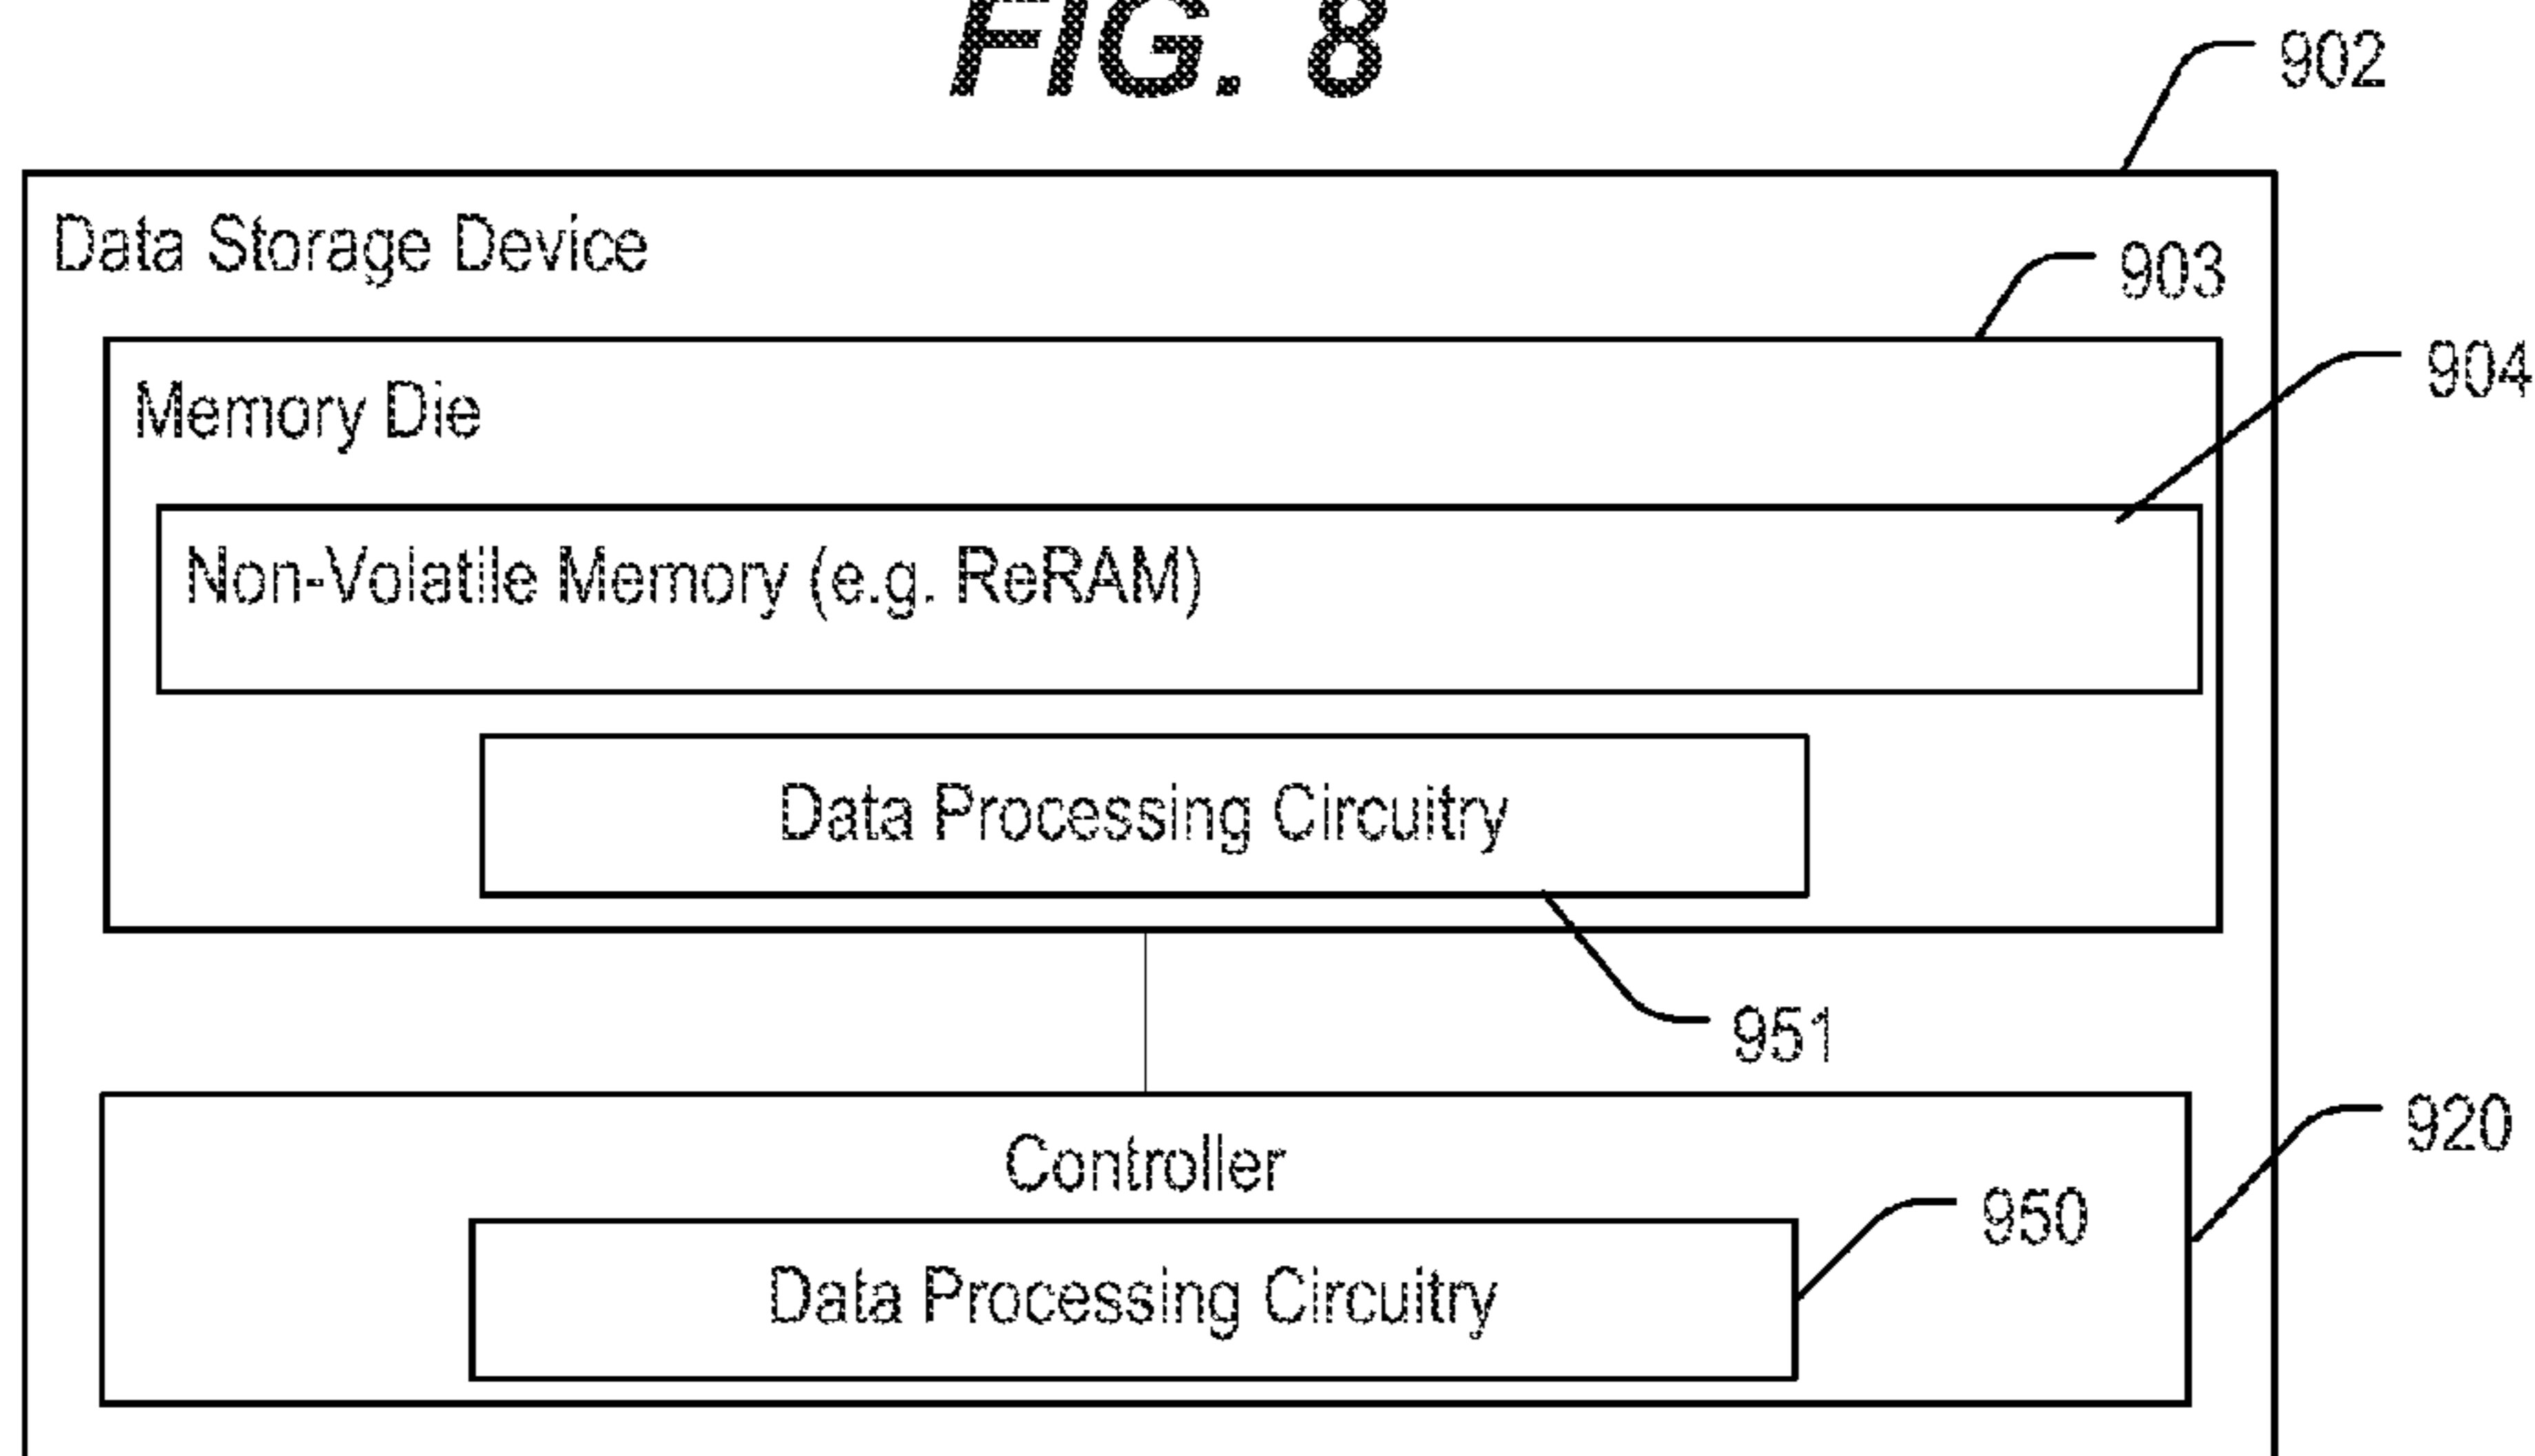 FIG. 8
902
Data Storage Device
903
904
Memory Die
Non-Volatile Memory (e.g. ReRAM)
Data Processing Circuitry
951
920
Controller
950
Data Processing Circuitry